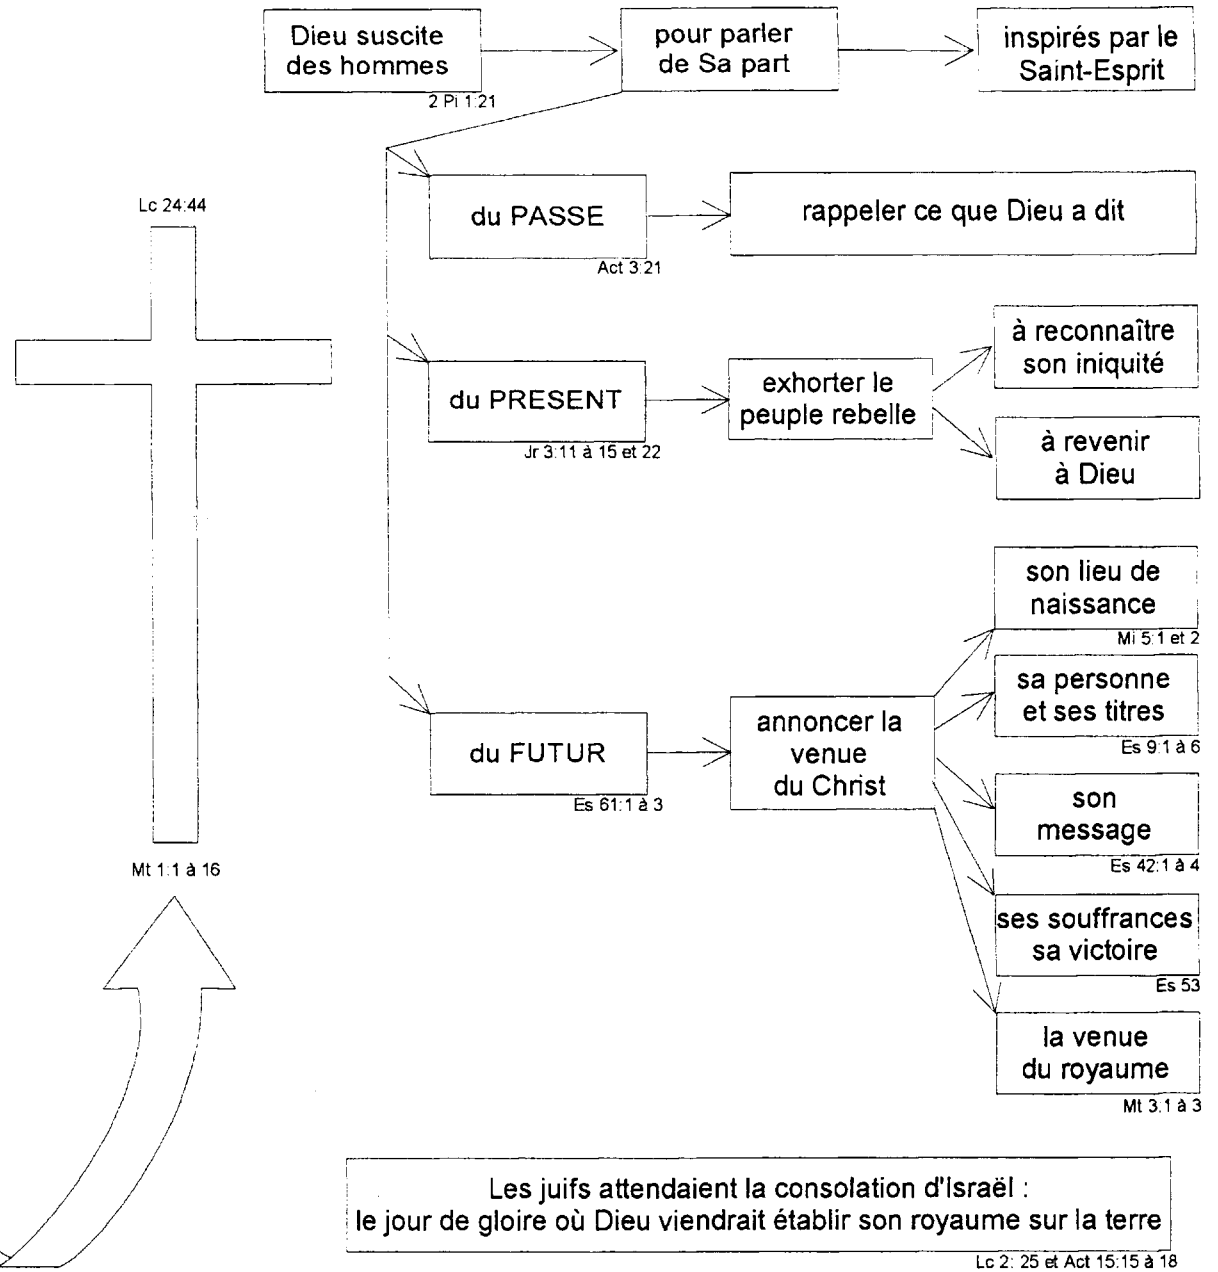 Dieu suscite
des hommes
2 Pi 1:21
pour parler
de Sa part
inspirés par le
Saint-Esprit
Lc 24:44
du PASSE
Act 3:21
rappeler ce que Dieu a dit
du PRESENT
Jr 3:11 à 15 et 22
exhorter le
peuple rebelle
à reconnaître
son iniquité
à revenir
à Dieu
du FUTUR
Es 61:1 à 3
annoncer la
venue
du Christ
son lieu de
naissance
Mi 5:1 et 2
sa personne
et ses titres
Es 9:1 à 6
son
message
Es 42:1 à 4
ses souffrances
sa victoire
Es 53
la venue
du royaume
Mt 3:1 à 3
Mt 1:1 à 16
Les juifs attendaient la consolation d'Israël :
le jour de gloire où Dieu viendrait établir son royaume sur la terre
Lc 2: 25 et Act 15:15 à 18